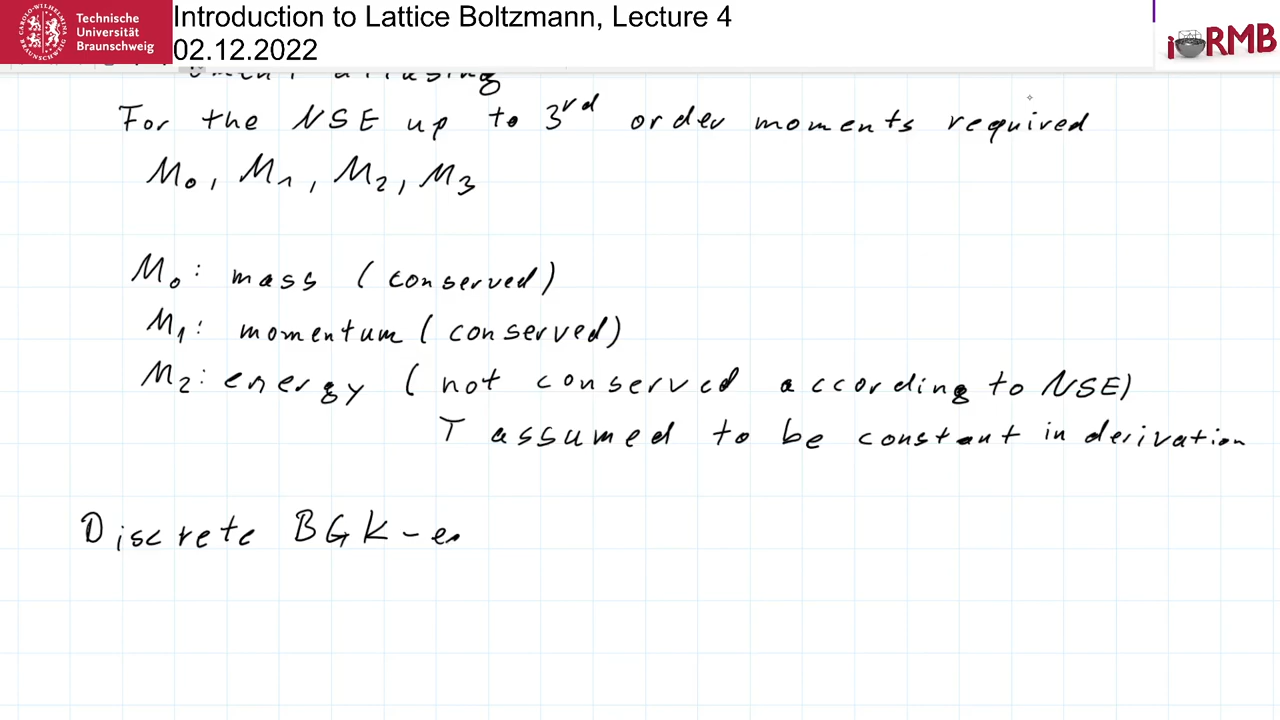 Technische
Universität
Braunschweig
Introduction to Lattice Boltzmann, Lecture 4
02.12.2022
iRMB
For the NSE up to 3rd order moments required
M0, M1, M2, M3
M0: mass (conserved)
M1: momentum (conserved)
M2: energy (not conserved according to NSE)
T assumed to be constant in derivation
Discrete BGK-e